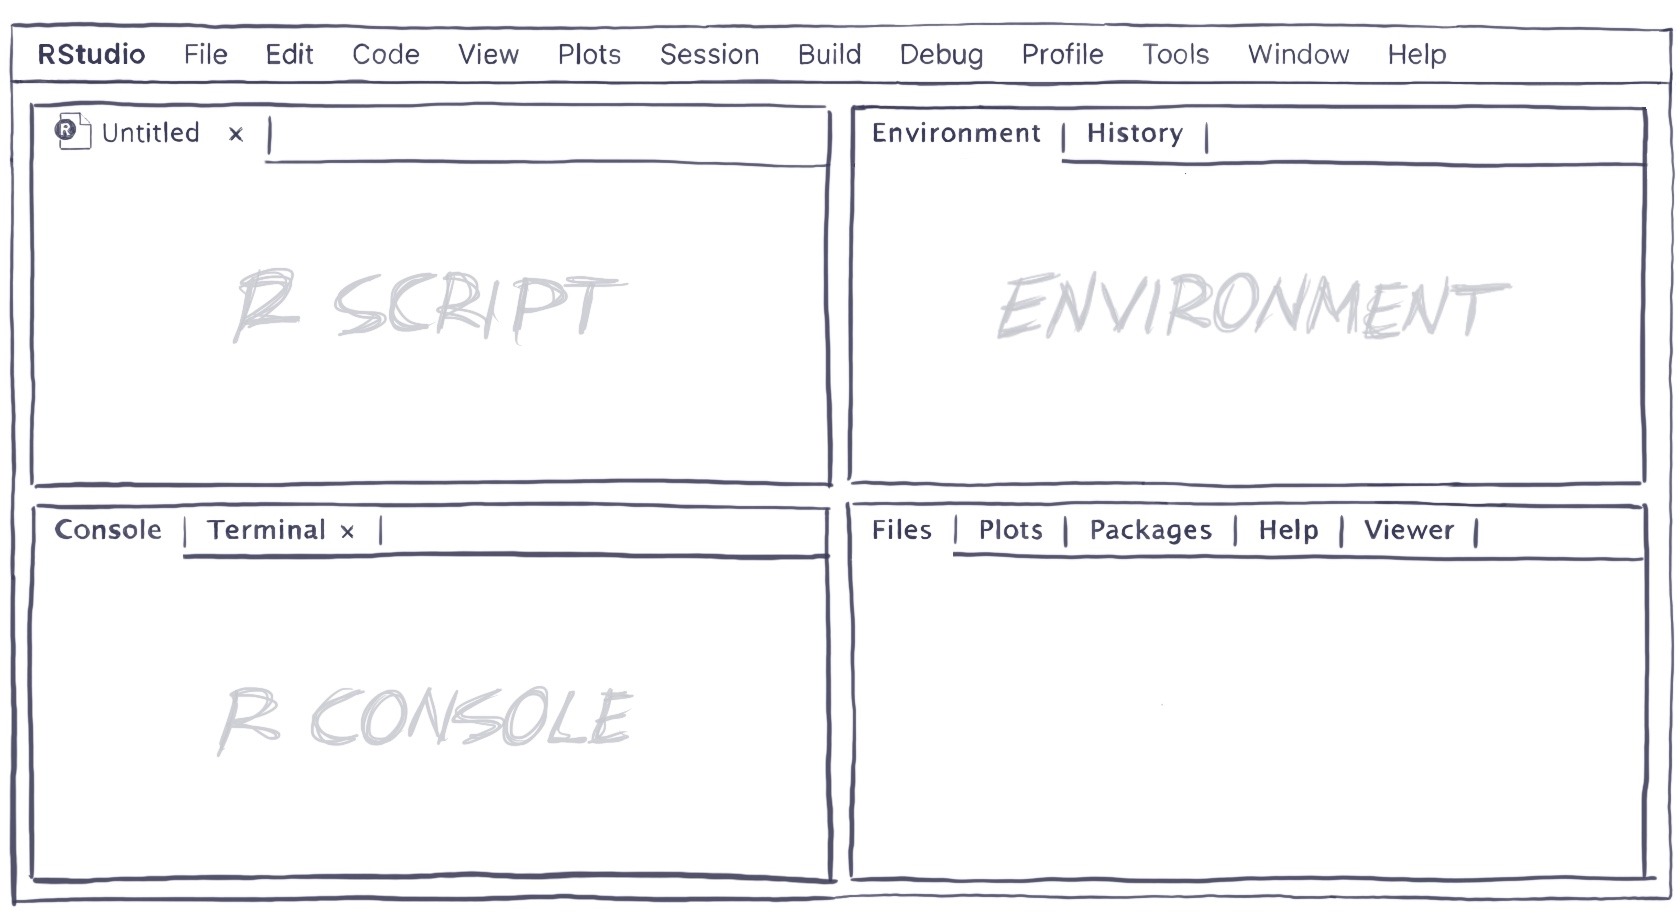 RStudio File Edit Code View Plots Session Build Debug Profile Tools Window Help
R Untitled x
Environment | History |
R SCRIPT
ENVIRONMENT
Console | Terminal x |
Files | Plots | Packages | Help | Viewer |
R CONSOLE